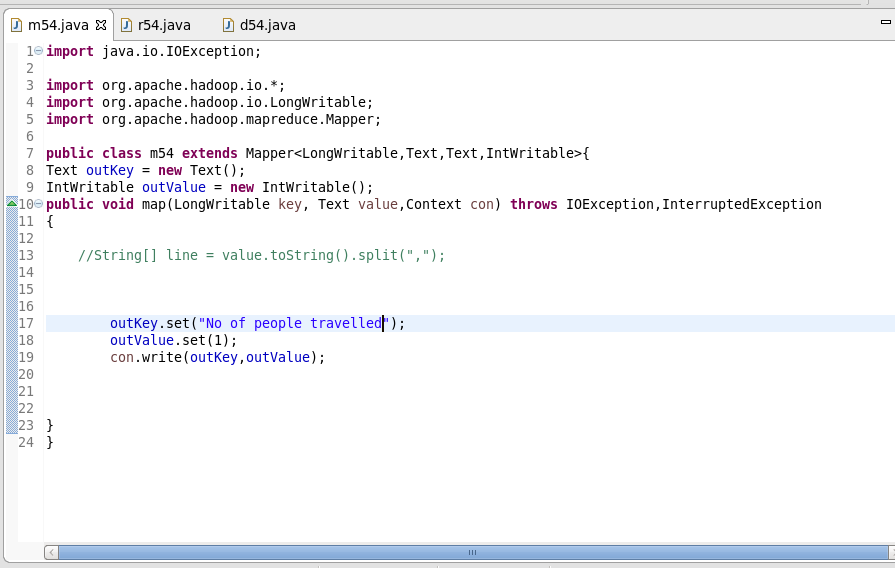 m54.java r54.java d54.java
1 import java.io.IOException;
2
3 import org.apache.hadoop.io.*;
4 import org.apache.hadoop.io.LongWritable;
5 import org.apache.hadoop.mapreduce.Mapper;
6
7 public class m54 extends Mapper<LongWritable,Text,Text,IntWritable>{
8 Text outKey = new Text();
9 IntWritable outValue = new IntWritable();
10 public void map(LongWritable key, Text value,Context con) throws IOException,InterruptedException
11 {
12
13 //String[] line = value.toString().split(",");
14
15
16
17 outKey.set("No of people travelled");
18 outValue.set(1);
19 con.write(outKey,outValue);
20
21
22
23 }
24 }